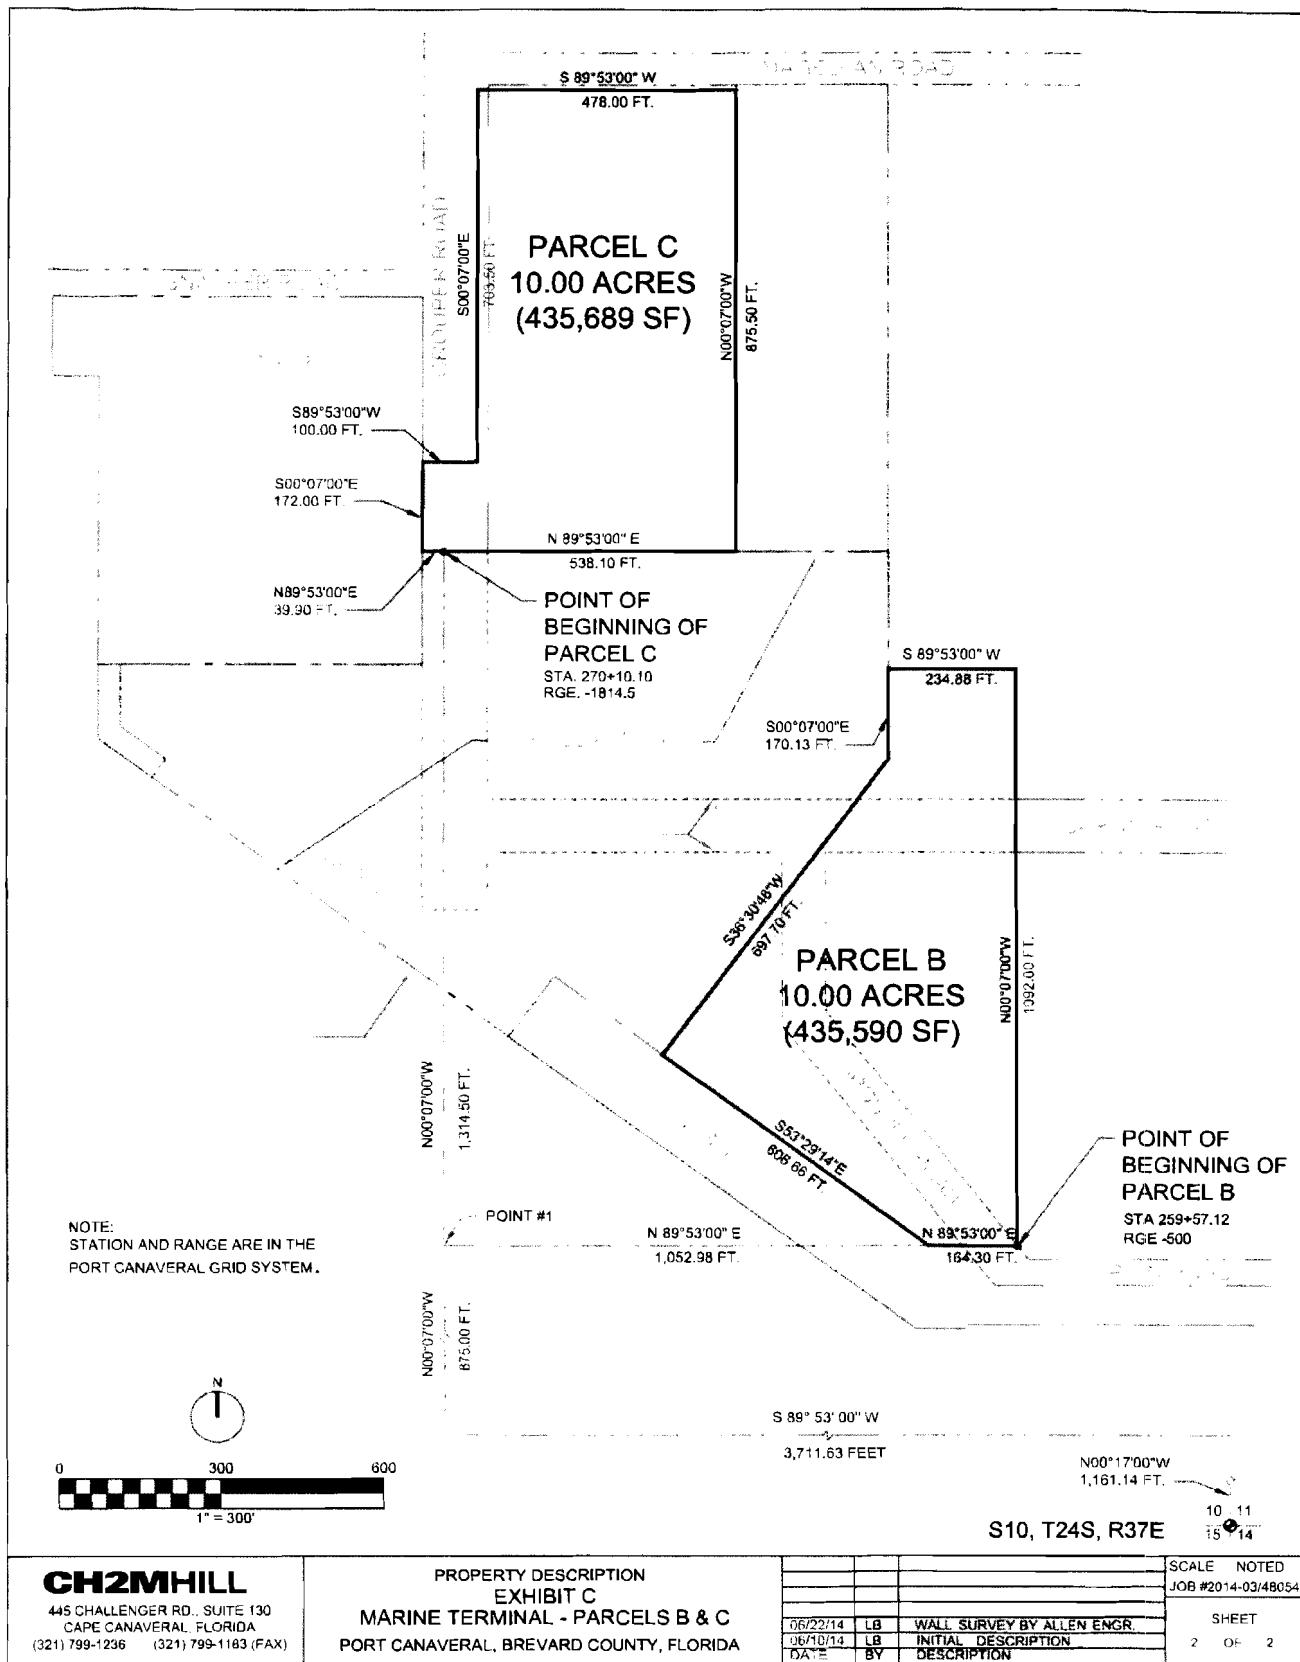 S 89°53'00" W
478.00 FT.
ROAD
S00°07'00"E
703.50 FT.
GROUPER ROAD
PARCEL C
10.00 ACRES
(435,689 SF)
N00°07'00"W
875.50 FT.
S89°53'00"W
100.00 FT.
S00°07'00"E
172.00 FT.
N 89°53'00" E
538.10 FT.
N89°53'00"E
39.90 FT.
POINT OF
BEGINNING OF
PARCEL C
STA. 270+10.10
RGE. -1814.5
S 89°53'00" W
234.88 FT.
S00°07'00"E
170.13 FT.
S36°30'48"W
697.70 FT.
PARCEL B
10.00 ACRES
(435,590 SF)
N00°07'00"W
1092.00 FT.
N00°07'00"W
1,314.50 FT.
S53°29'14"E
608.66 FT.
POINT OF
BEGINNING OF
PARCEL B
STA 259+57.12
RGE -500
POINT #1
N 89°53'00" E
1,052.98 FT.
N 89°53'00" E
164.30 FT.
NOTE:
STATION AND RANGE ARE IN THE
PORT CANAVERAL GRID SYSTEM.
N00°07'00"W
875.00 FT.
N
S 89° 53' 00" W
3,711.63 FEET
N00°17'00"W
1,161.14 FT.
0 300 600
1" = 300'
S10, T24S, R37E
10 11
15 14
CH2MHILL
445 CHALLENGER RD., SUITE 130
CAPE CANAVERAL, FLORIDA
(321) 799-1236 (321) 799-1163 (FAX)
PROPERTY DESCRIPTION
EXHIBIT C
MARINE TERMINAL - PARCELS B & C
PORT CANAVERAL, BREVARD COUNTY, FLORIDA
06/22/14 LB WALL SURVEY BY ALLEN ENGR.
06/10/14 LB INITIAL DESCRIPTION
DATE BY DESCRIPTION
SCALE NOTED
JOB #2014-03/48054
SHEET
2 OF 2